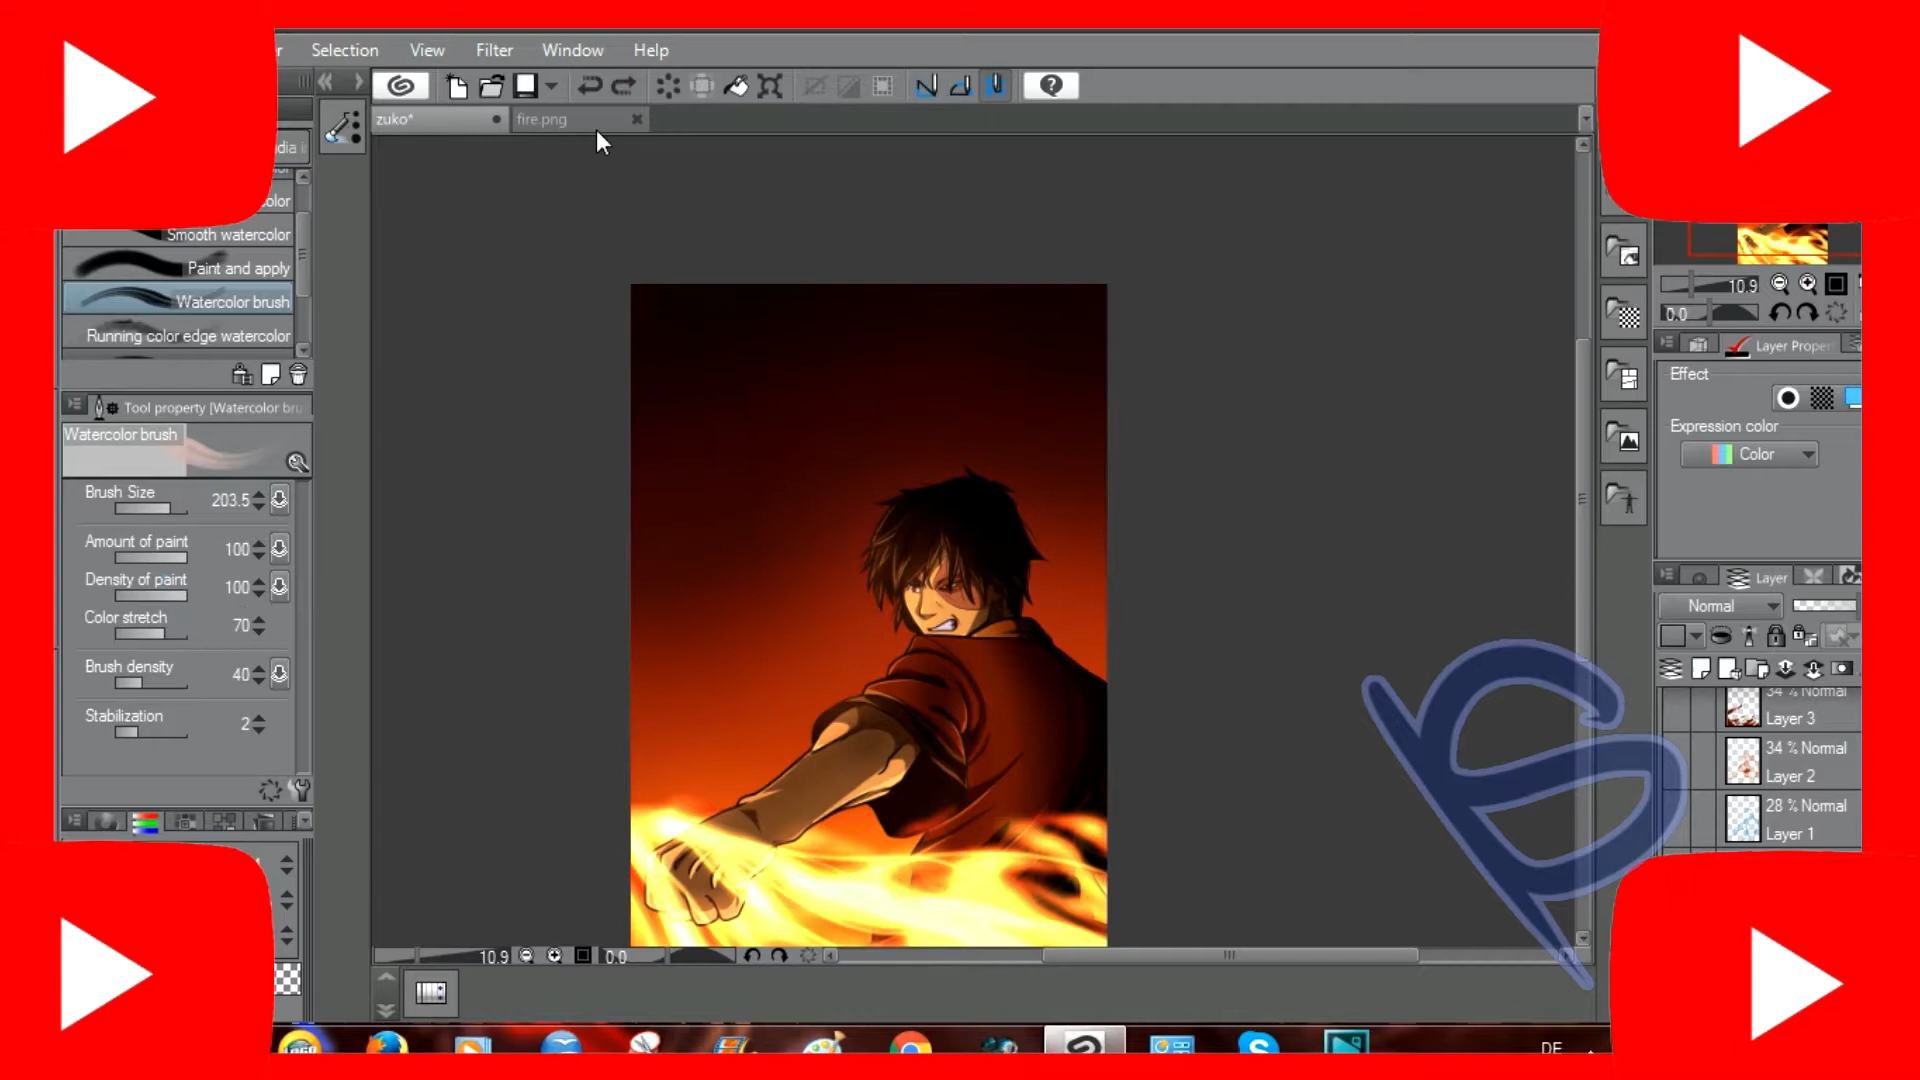 Selection View Filter Window Help
zuko* fire.png
Smooth watercolor
Paint and apply
Watercolor brush
Running color edge watercolor
Tool property [Watercolor bru
Watercolor brush
Brush Size 203.5
Amount of paint 100
Density of paint 100
Color stretch 70
Brush density 40
Stabilization 2
10.9 0.0
10.9
0.0
Layer Proper
Effect
Expression color
Color
Layer
Normal
34 % Normal
Layer 3
34 % Normal
Layer 2
28 % Normal
Layer 1
DE